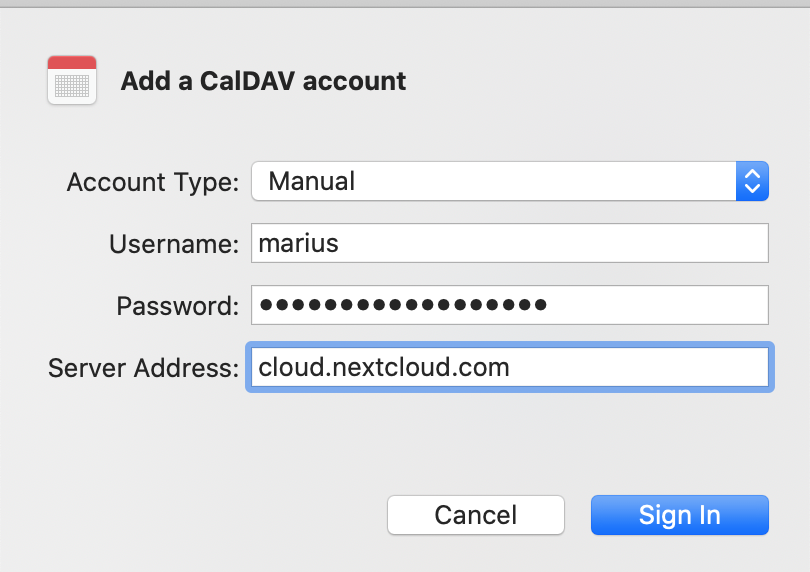 Add a CalDAV account
Account Type: Manual
Username: marius
Password: ••••••••••••••••••
Server Address: cloud.nextcloud.com
Cancel Sign In